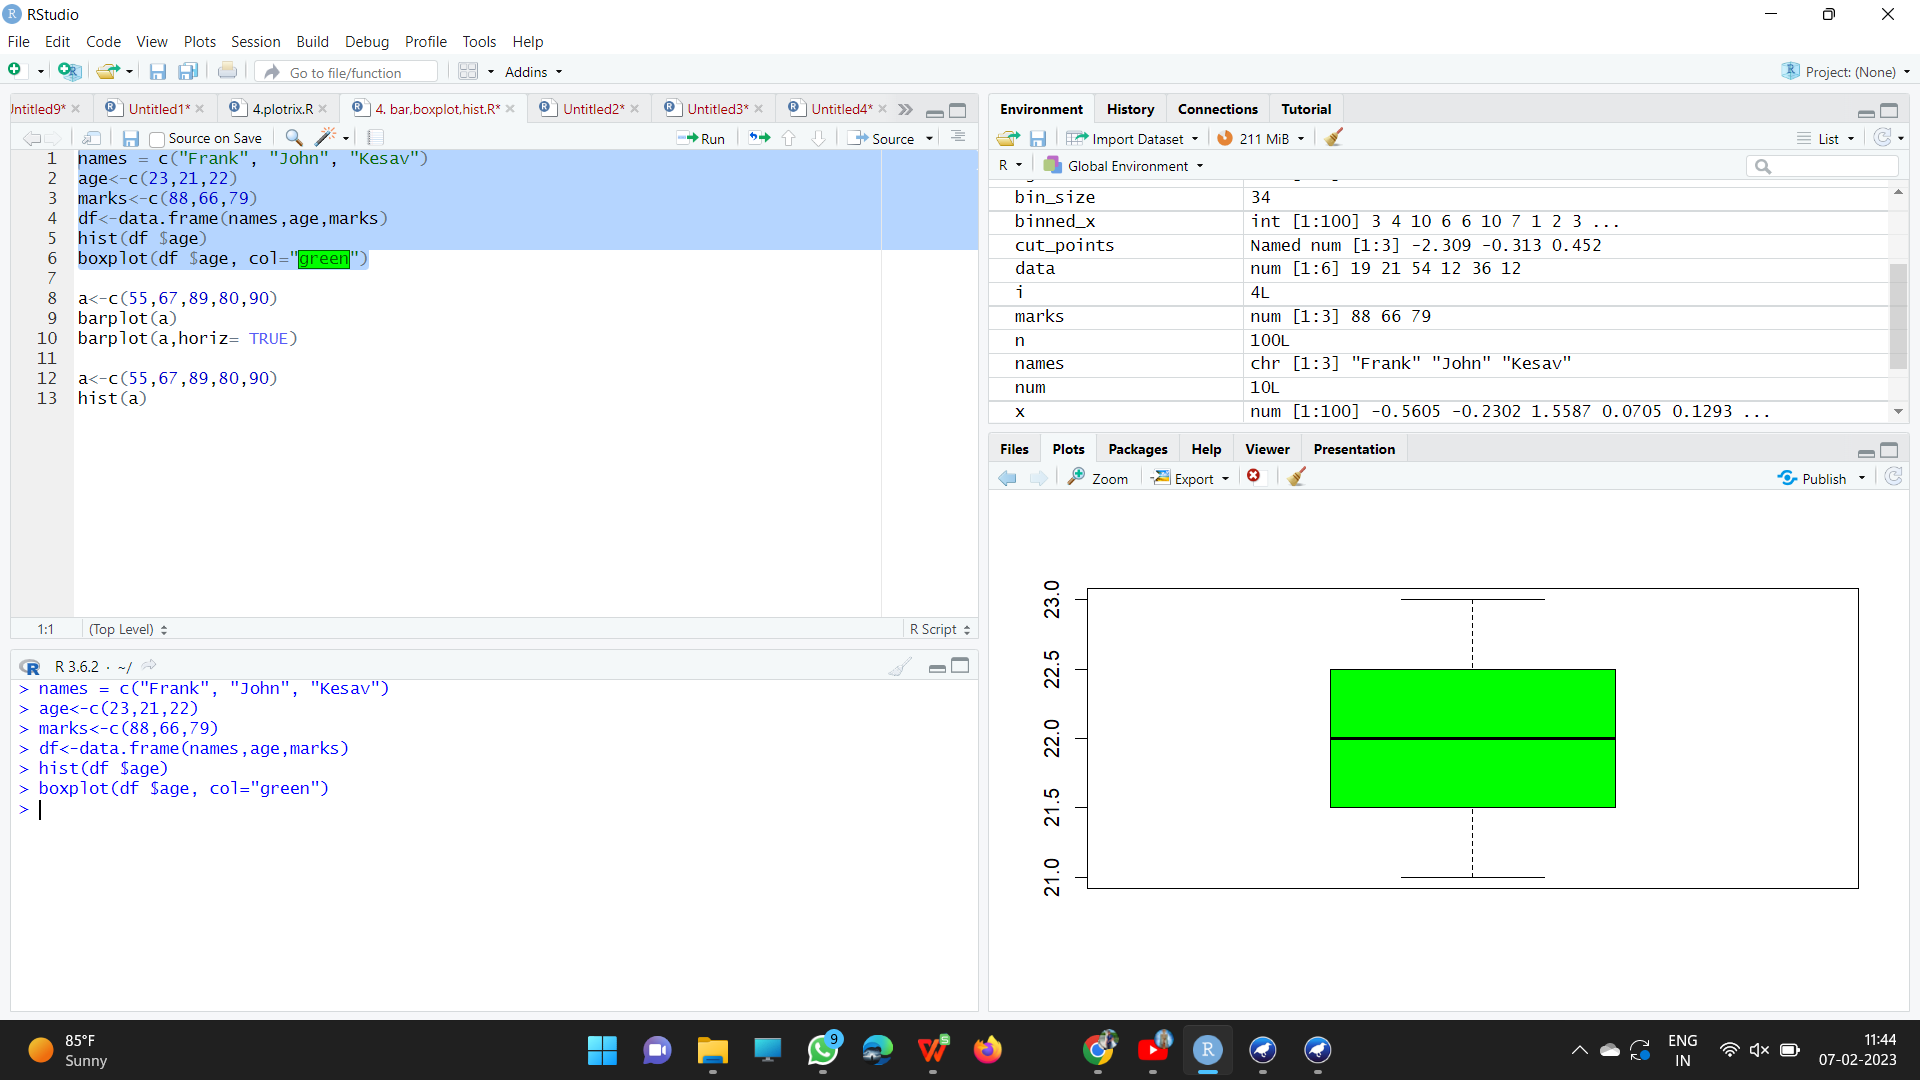 RStudio
File Edit Code View Plots Session Build Debug Profile Tools Help
Go to file/function Addins Project: (None)
Jntitled9* Untitled1* 4.plotrix.R 4. bar,boxplot,hist.R* Untitled2* Untitled3* Untitled4*
Source on Save Run Source
1 names = c("Frank", "John", "Kesav")
2 age<-c(23,21,22)
3 marks<-c(88,66,79)
4 df<-data.frame(names,age,marks)
5 hist(df $age)
6 boxplot(df $age, col="green")
7
8 a<-c(55,67,89,80,90)
9 barplot(a)
10 barplot(a,horiz= TRUE)
11
12 a<-c(55,67,89,80,90)
13 hist(a)
1:1 (Top Level) R Script
R 3.6.2 · ~/
> names = c("Frank", "John", "Kesav")
> age<-c(23,21,22)
> marks<-c(88,66,79)
> df<-data.frame(names,age,marks)
> hist(df $age)
> boxplot(df $age, col="green")
>
Environment History Connections Tutorial
Import Dataset 211 MiB List
R Global Environment
bin_size 34
binned_x int [1:100] 3 4 10 6 6 10 7 1 2 3 ...
cut_points Named num [1:3] -2.309 -0.313 0.452
data num [1:6] 19 21 54 12 36 12
i 4L
marks num [1:3] 88 66 79
n 100L
names chr [1:3] "Frank" "John" "Kesav"
num 10L
x num [1:100] -0.5605 -0.2302 1.5587 0.0705 0.1293 ...
Files Plots Packages Help Viewer Presentation
Zoom Export Publish
23.0
22.5
22.0
21.5
21.0
85°F
Sunny
9
ENG
IN
11:44
07-02-2023